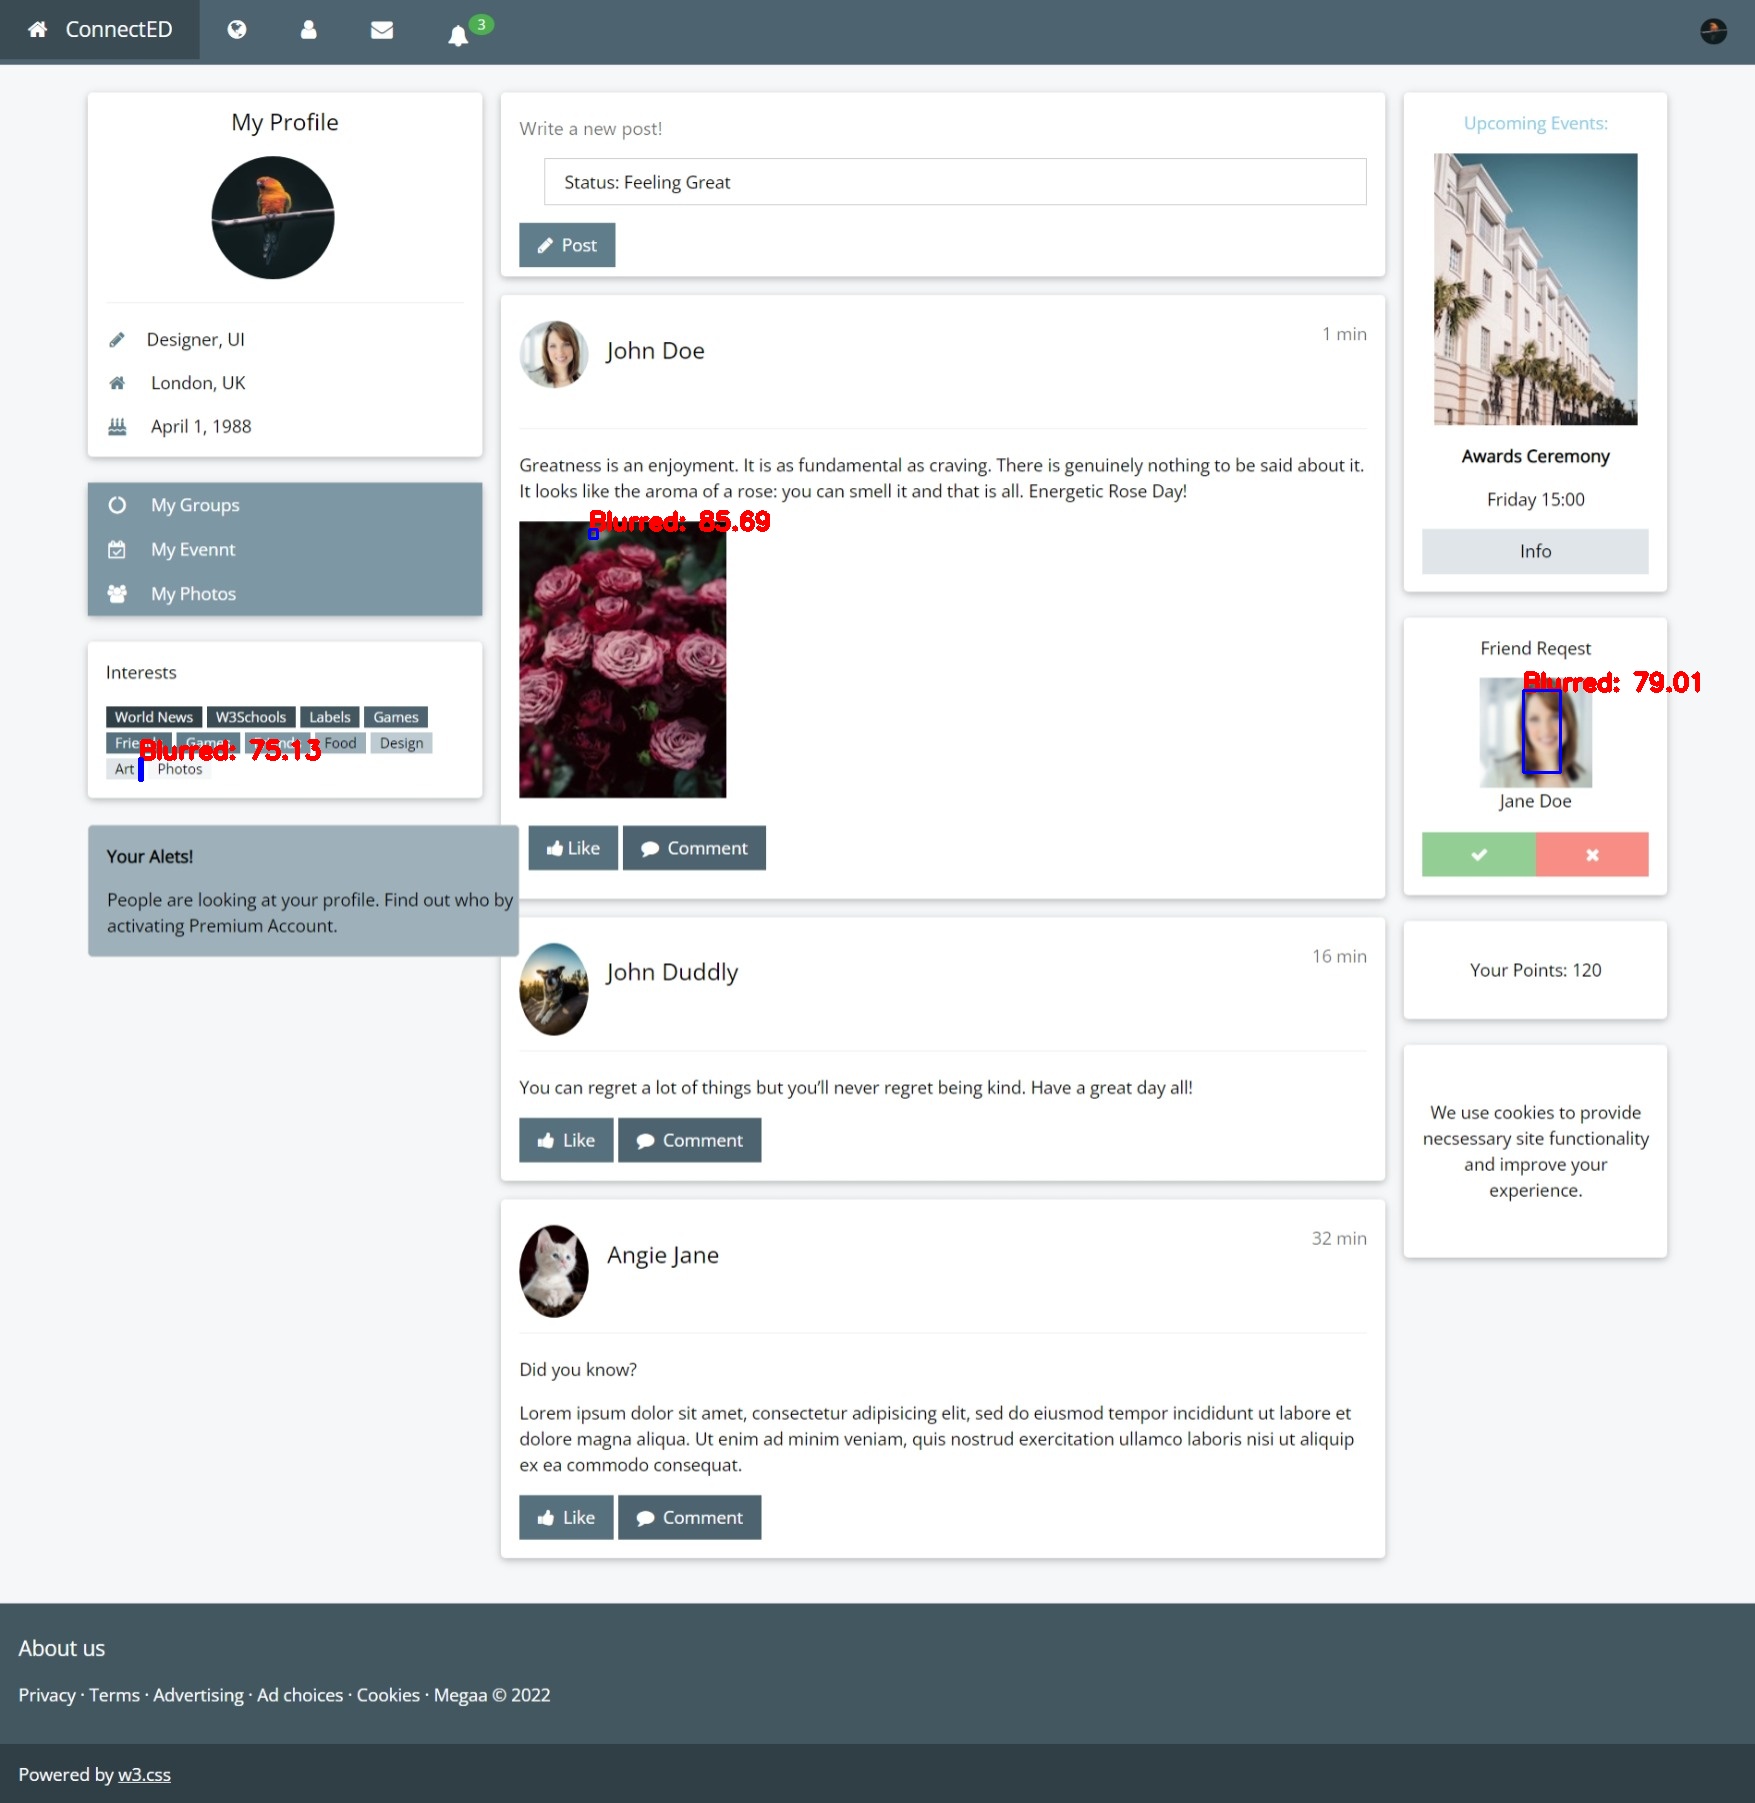 ConnectED
3
My Profile
Designer, UI
London, UK
April 1, 1988
My Groups
My Evennt
My Photos
Interests
World News W3Schools Labels Games
Food Design
Blurred: 75.13
Art Photos
Your Alets!
People are looking at your profile. Find out who by
activating Premium Account.
Write a new post!
Status: Feeling Great
Post
John Doe
1 min
Greatness is an enjoyment. It is as fundamental as craving. There is genuinely nothing to be said about it.
It looks like the aroma of a rose: you can smell it and that is all. Energetic Rose Day!
Blurred: 85.69
Like Comment
John Duddly
16 min
You can regret a lot of things but you'll never regret being kind. Have a great day all!
Like Comment
Angie Jane
32 min
Did you know?
Lorem ipsum dolor sit amet, consectetur adipisicing elit, sed do eiusmod tempor incididunt ut labore et
dolore magna aliqua. Ut enim ad minim veniam, quis nostrud exercitation ullamco laboris nisi ut aliquip
ex ea commodo consequat.
Like Comment
Upcoming Events:
Awards Ceremony
Friday 15:00
Info
Friend Reqest
Blurred: 79.01
Jane Doe
Your Points: 120
We use cookies to provide
necsessary site functionality
and improve your
experience.
About us
Privacy · Terms · Advertising · Ad choices · Cookies · Megaa © 2022
Powered by w3.css